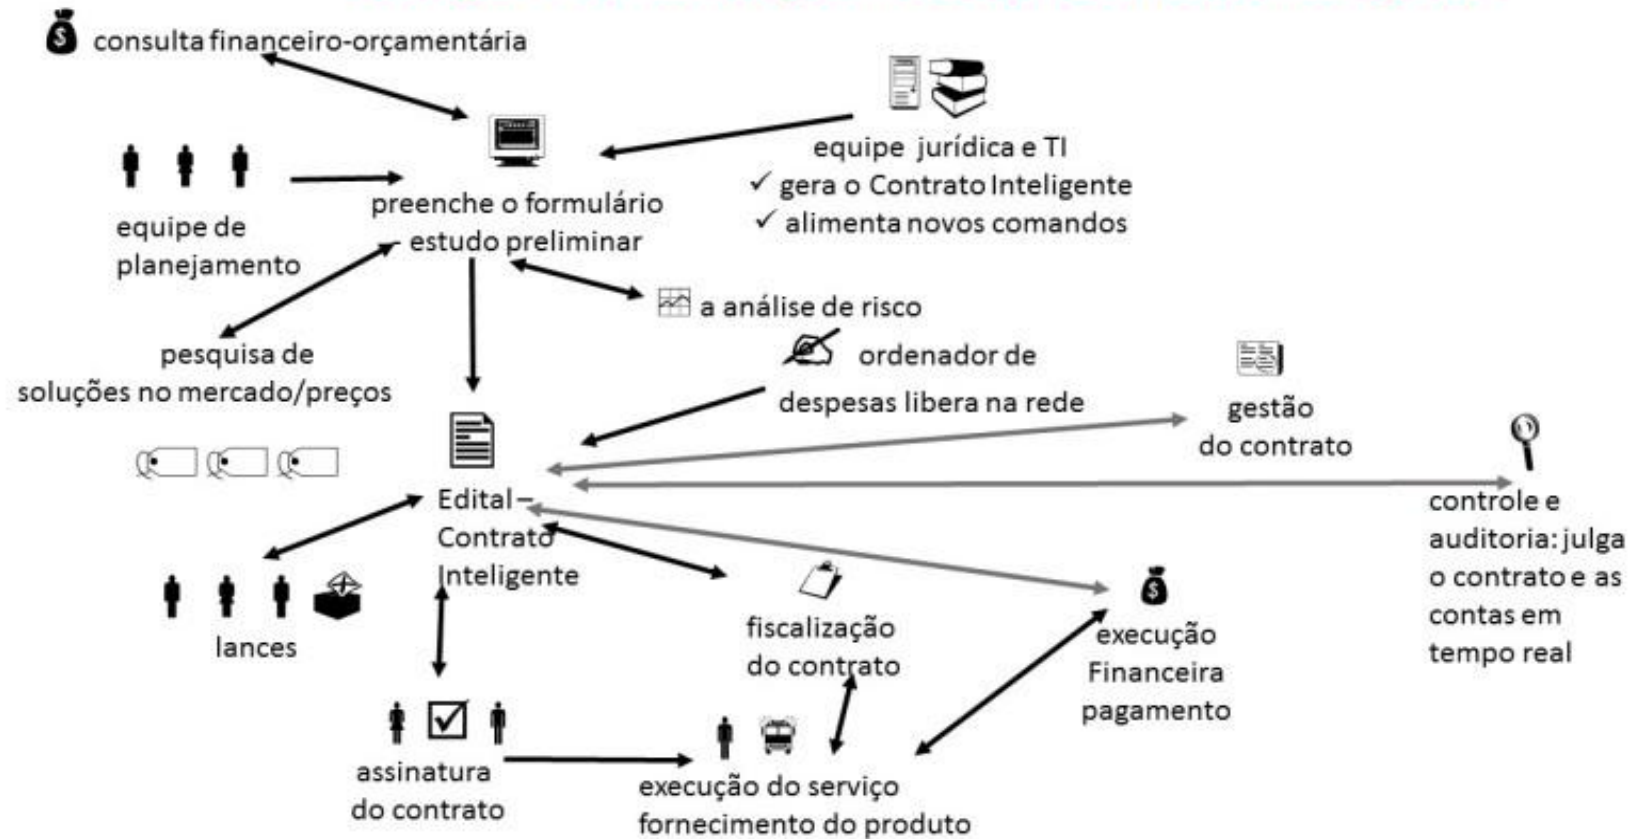 consulta financeiro-orçamentária
equipe jurídica e TI
✓ gera o Contrato Inteligente
✓ alimenta novos comandos
preenche o formulário
- estudo preliminar
equipe de
planejamento
a análise de risco
pesquisa de
soluções no mercado/preços
ordenador de
despesas libera na rede
gestão
do contrato
Edital –
Contrato
Inteligente
controle e
auditoria: julga
o contrato e as
contas em
tempo real
lances
fiscalização
do contrato
execução
Financeira
pagamento
assinatura
do contrato
execução do serviço
fornecimento do produto